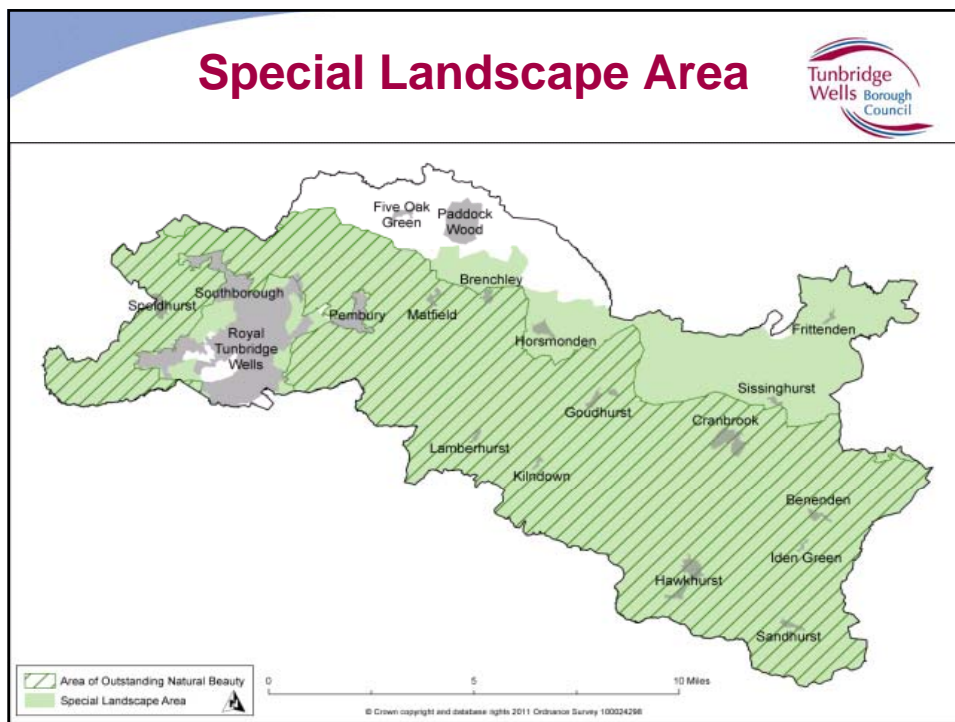 Special Landscape Area
Tunbridge
Wells Borough
Council
Five Oak
Green
Paddock
Wood
Brenchley
Southborough
Speldhurst
Pembury
Matfield
Frittenden
Royal
Tunbridge
Wells
Horsmonden
Sissinghurst
Goudhurst
Cranbrook
Lamberhurst
Kilndown
Benenden
Iden Green
Hawkhurst
Sandhurst
Area of Outstanding Natural Beauty
Special Landscape Area
0 5 10 Miles
© Crown copyright and database rights 2011 Ordnance Survey 100024298